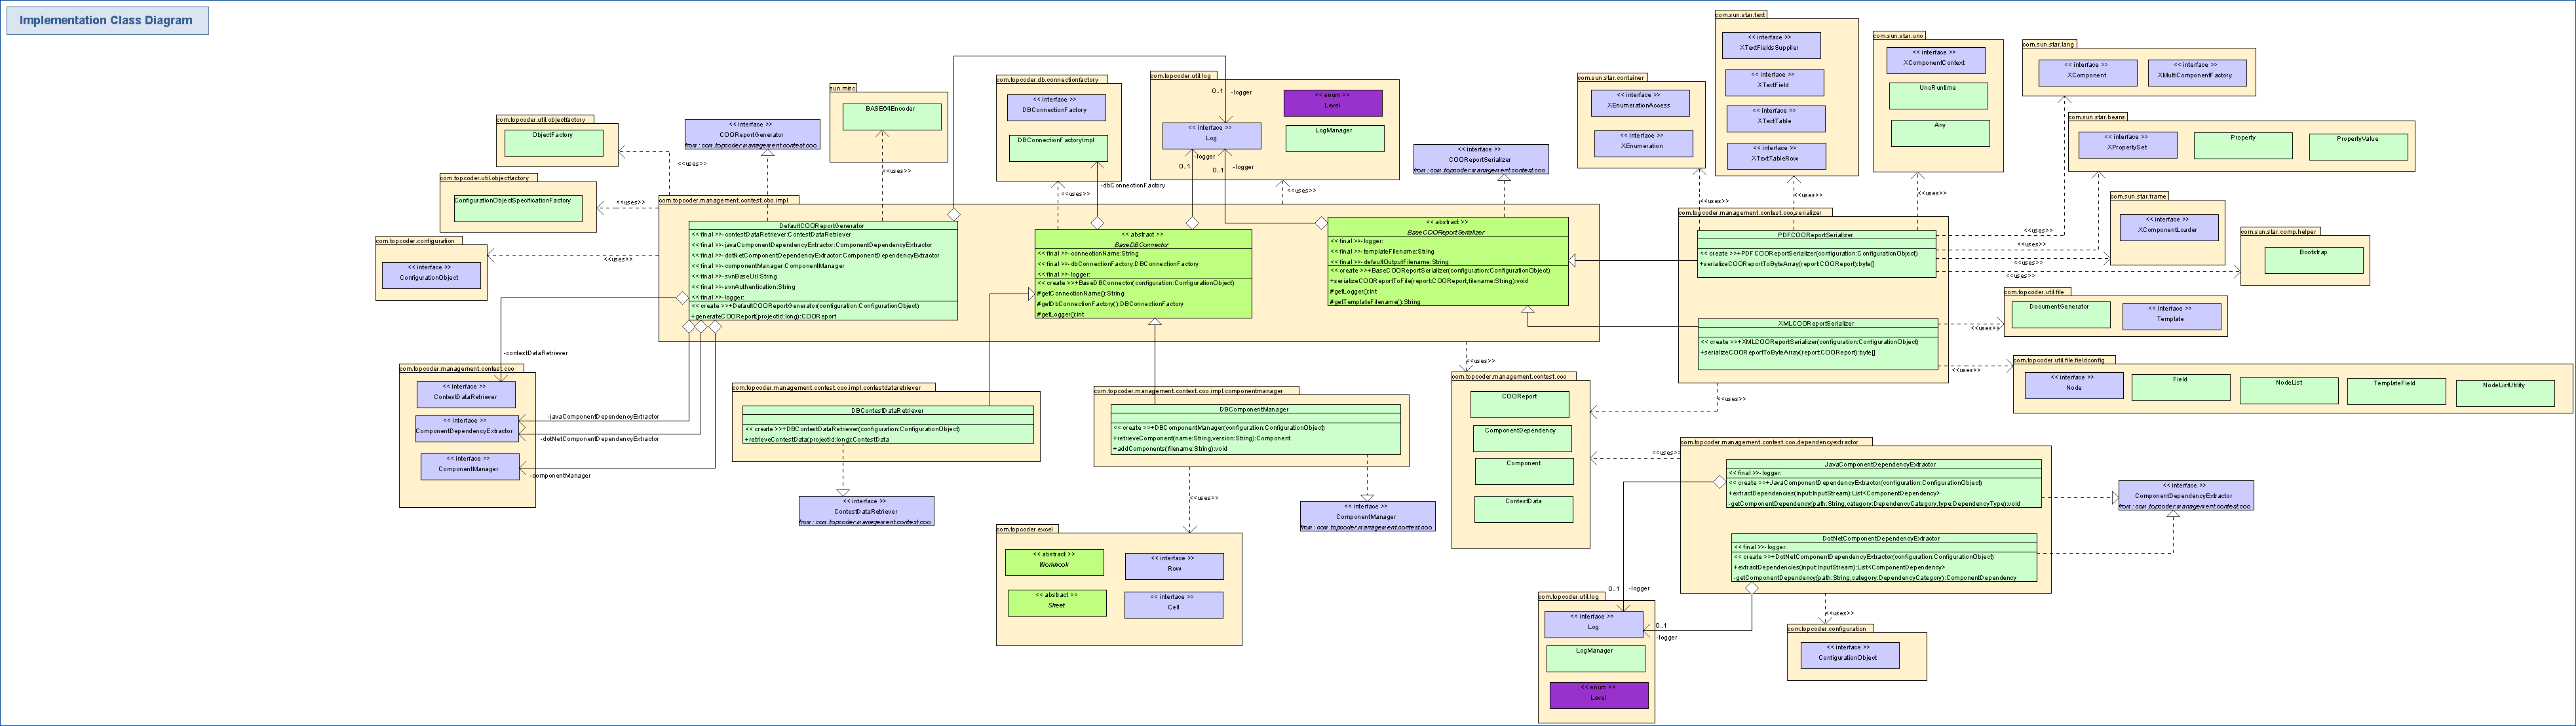 Implementation Class Diagram
com.topcoder.util.objectfactory
ObjectFactory
<<uses>>
com.topcoder.util.objectfactory
ConfigurationObjectSpecificationFactory
<<uses>>
com.topcoder.configuration
<< interface >>
ConfigurationObject
<<uses>>
<< interface >>
COOReportGenerator
from : com.topcoder.management.contest.coo
sun.misc
BASE64Encoder
<<uses>>
com.topcoder.db.connectionfactory
<< interface >>
DBConnectionFactory
DBConnectionFactoryImpl
<<uses>>
-dbConnectionFactory
com.topcoder.util.log
0..1
-logger
<< enum >>
Level
<< interface >>
Log
LogManager
-logger
0..1
-logger
0..1
<<uses>>
<< interface >>
COOReportSerializer
from : com.topcoder.management.contest.coo
com.sun.star.container
<< interface >>
XEnumerationAccess
<< interface >>
XEnumeration
<<uses>>
com.sun.star.text
<< interface >>
XTextFieldsSupplier
<< interface >>
XTextField
<< interface >>
XTextTable
<< interface >>
XTextTableRow
<<uses>>
com.sun.star.uno
<< interface >>
XComponentContext
UnoRuntime
Any
<<uses>>
com.sun.star.lang
<< interface >>
XComponent
<< interface >>
XMultiComponentFactory
<<uses>>
com.sun.star.beans
<< interface >>
XPropertySet
Property
PropertyValue
<<uses>>
com.sun.star.frame
<< interface >>
XComponentLoader
<<uses>>
com.sun.star.comp.helper
Bootstrap
<<uses>>
com.topcoder.management.contest.cbo.impl
DefaultCOOReportGenerator
<< final >>-contestDataRetriever:ContestDataRetriever
<< final >>-javaComponentDependencyExtractor:ComponentDependencyExtractor
<< final >>-dotNetComponentDependencyExtractor:ComponentDependencyExtractor
<< final >>-componentManager:ComponentManager
<< final >>-svnBaseUrl:String
<< final >>-svnAuthentication:String
<< final >>-logger:
<< create >>+DefaultCOOReportGenerator(configuration:ConfigurationObject)
+generateCOOReport(projectId:long):COOReport
<< abstract >>
BaseDBConnector
<< final >>-connectionName:String
<< final >>-dbConnectionFactory:DBConnectionFactory
<< final >>-logger:
<< create >>+BaseDBConnector(configuration:ConfigurationObject)
#getConnectionName():String
#getDbConnectionFactory():DBConnectionFactory
#getLogger():int
<< abstract >>
BaseCOOReportSerializer
<< final >>-logger:
<< final >>-templateFilename:String
<< final >>-defaultOutputFilename:String
<< create >>+BaseCOOReportSerializer(configuration:ConfigurationObject)
+serializeCOOReportToFile(report:COOReport,filename:String):void
#getLogger():int
#getTemplateFilename():String
com.topcoder.management.contest.coo.serializer
PDFCOOReportSerializer
<< create >>+PDFCOOReportSerializer(configuration:ConfigurationObject)
+serializeCOOReportToByteArray(report:COOReport):byte[]
XMLCOOReportSerializer
<< create >>+XMLCOOReportSerializer(configuration:ConfigurationObject)
+serializeCOOReportToByteArray(report:COOReport):byte[]
com.topcoder.util.file
DocumentGenerator
<< interface >>
Template
<<uses>>
com.topcoder.util.file.fieldconfig
<< interface >>
Node
Field
NodeList
TemplateField
NodeListUtility
<<uses>>
-contestDataRetriever
com.topcoder.management.contest.coo
<< interface >>
ContestDataRetriever
<< interface >>
ComponentDependencyExtractor
<< interface >>
ComponentManager
-javaComponentDependencyExtractor
-dotNetComponentDependencyExtractor
-componentManager
com.topcoder.management.contest.coo.impl.contestdataretriever
DBContestDataRetriever
<< create >>+DBContestDataRetriever(configuration:ConfigurationObject)
+retrieveContestData(projectId:long):ContestData
<< interface >>
ContestDataRetriever
from : com.topcoder.management.contest.coo
com.topcoder.management.contest.coo.impl.componentmanager
DBComponentManager
<< create >>+DBComponentManager(configuration:ConfigurationObject)
+retrieveComponent(name:String,version:String):Component
+addComponents(filename:String):void
<<uses>>
<< interface >>
ComponentManager
from : com.topcoder.management.contest.coo
com.topcoder.excel
<< abstract >>
Workbook
<< interface >>
Row
<< abstract >>
Sheet
<< interface >>
Cell
<<uses>>
com.topcoder.management.contest.coo
COOReport
ComponentDependency
Component
ContestData
<<uses>>
<<uses>>
com.topcoder.management.contest.coo.dependencyextractor
JavaComponentDependencyExtractor
<< final >>-logger:
<< create >>+JavaComponentDependencyExtractor(configuration:ConfigurationObject)
+extractDependencies(input:InputStream):List<ComponentDependency>
-getComponentDependency(path:String,category:DependencyCategory,type:DependencyType):void
DotNetComponentDependencyExtractor
<< final >>-logger:
<< create >>+DotNetComponentDependencyExtractor(configuration:ConfigurationObject)
+extractDependencies(input:InputStream):List<ComponentDependency>
-getComponentDependency(path:String,category:DependencyCategory):ComponentDependency
<< interface >>
ComponentDependencyExtractor
from : com.topcoder.management.contest.coo
0..1
-logger
com.topcoder.util.log
<< interface >>
Log
LogManager
<< enum >>
Level
0..1
-logger
<<uses>>
com.topcoder.configuration
<< interface >>
ConfigurationObject